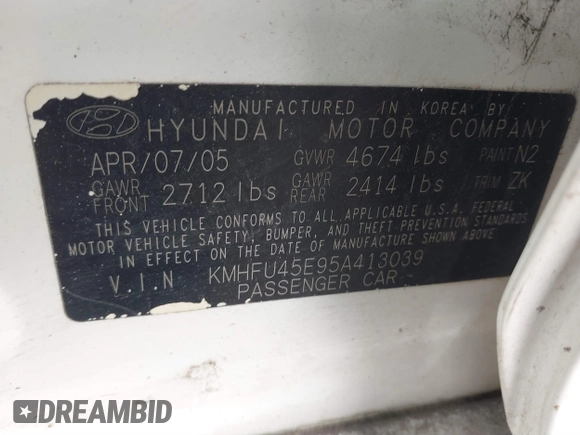 MANUFACTURED IN KOREA BY
HYUNDAI MOTOR COMPANY
APR/07/05 GVWR 4674 lbs PAINT N2
GAWR FRONT 2712 lbs GAWR REAR 2414 lbs TRIM ZK
THIS VEHICLE CONFORMS TO ALL APPLICABLE U.S.A. FEDERAL
MOTOR VEHICLE SAFETY, BUMPER, AND THEFT PREVENTION STANDARDS
IN EFFECT ON THE DATE OF MANUFACTURE SHOWN ABOVE.
V.I.N KMHFU45E95A413039
PASSENGER CAR
DREAMBID